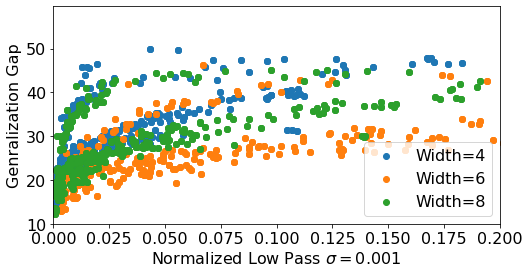 50
40
30
20
10
Genralization Gap
Width=4
Width=6
Width=8
0.000 0.025 0.050 0.075 0.100 0.125 0.150 0.175 0.200
Normalized Low Pass σ = 0.001